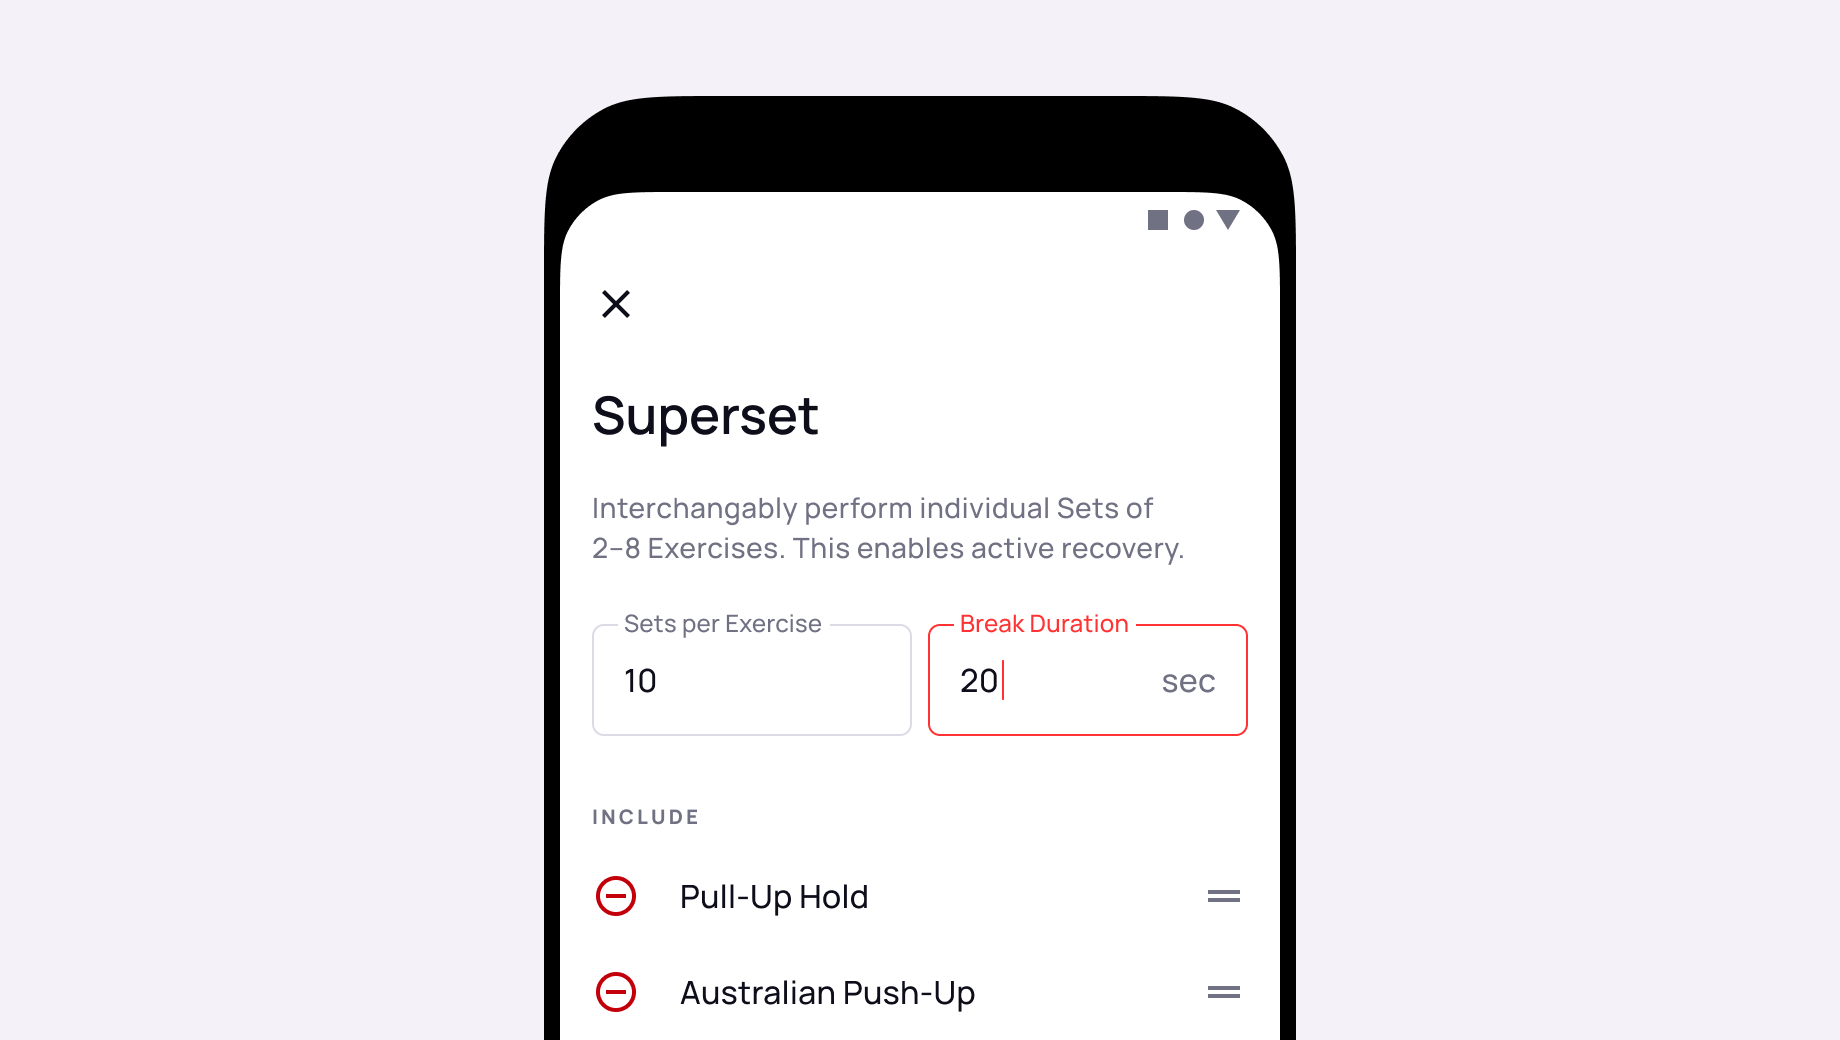 Superset
Interchangably perform individual Sets of
2–8 Exercises. This enables active recovery.
Sets per Exercise
10
Break Duration
20 sec
INCLUDE
Pull-Up Hold
Australian Push-Up